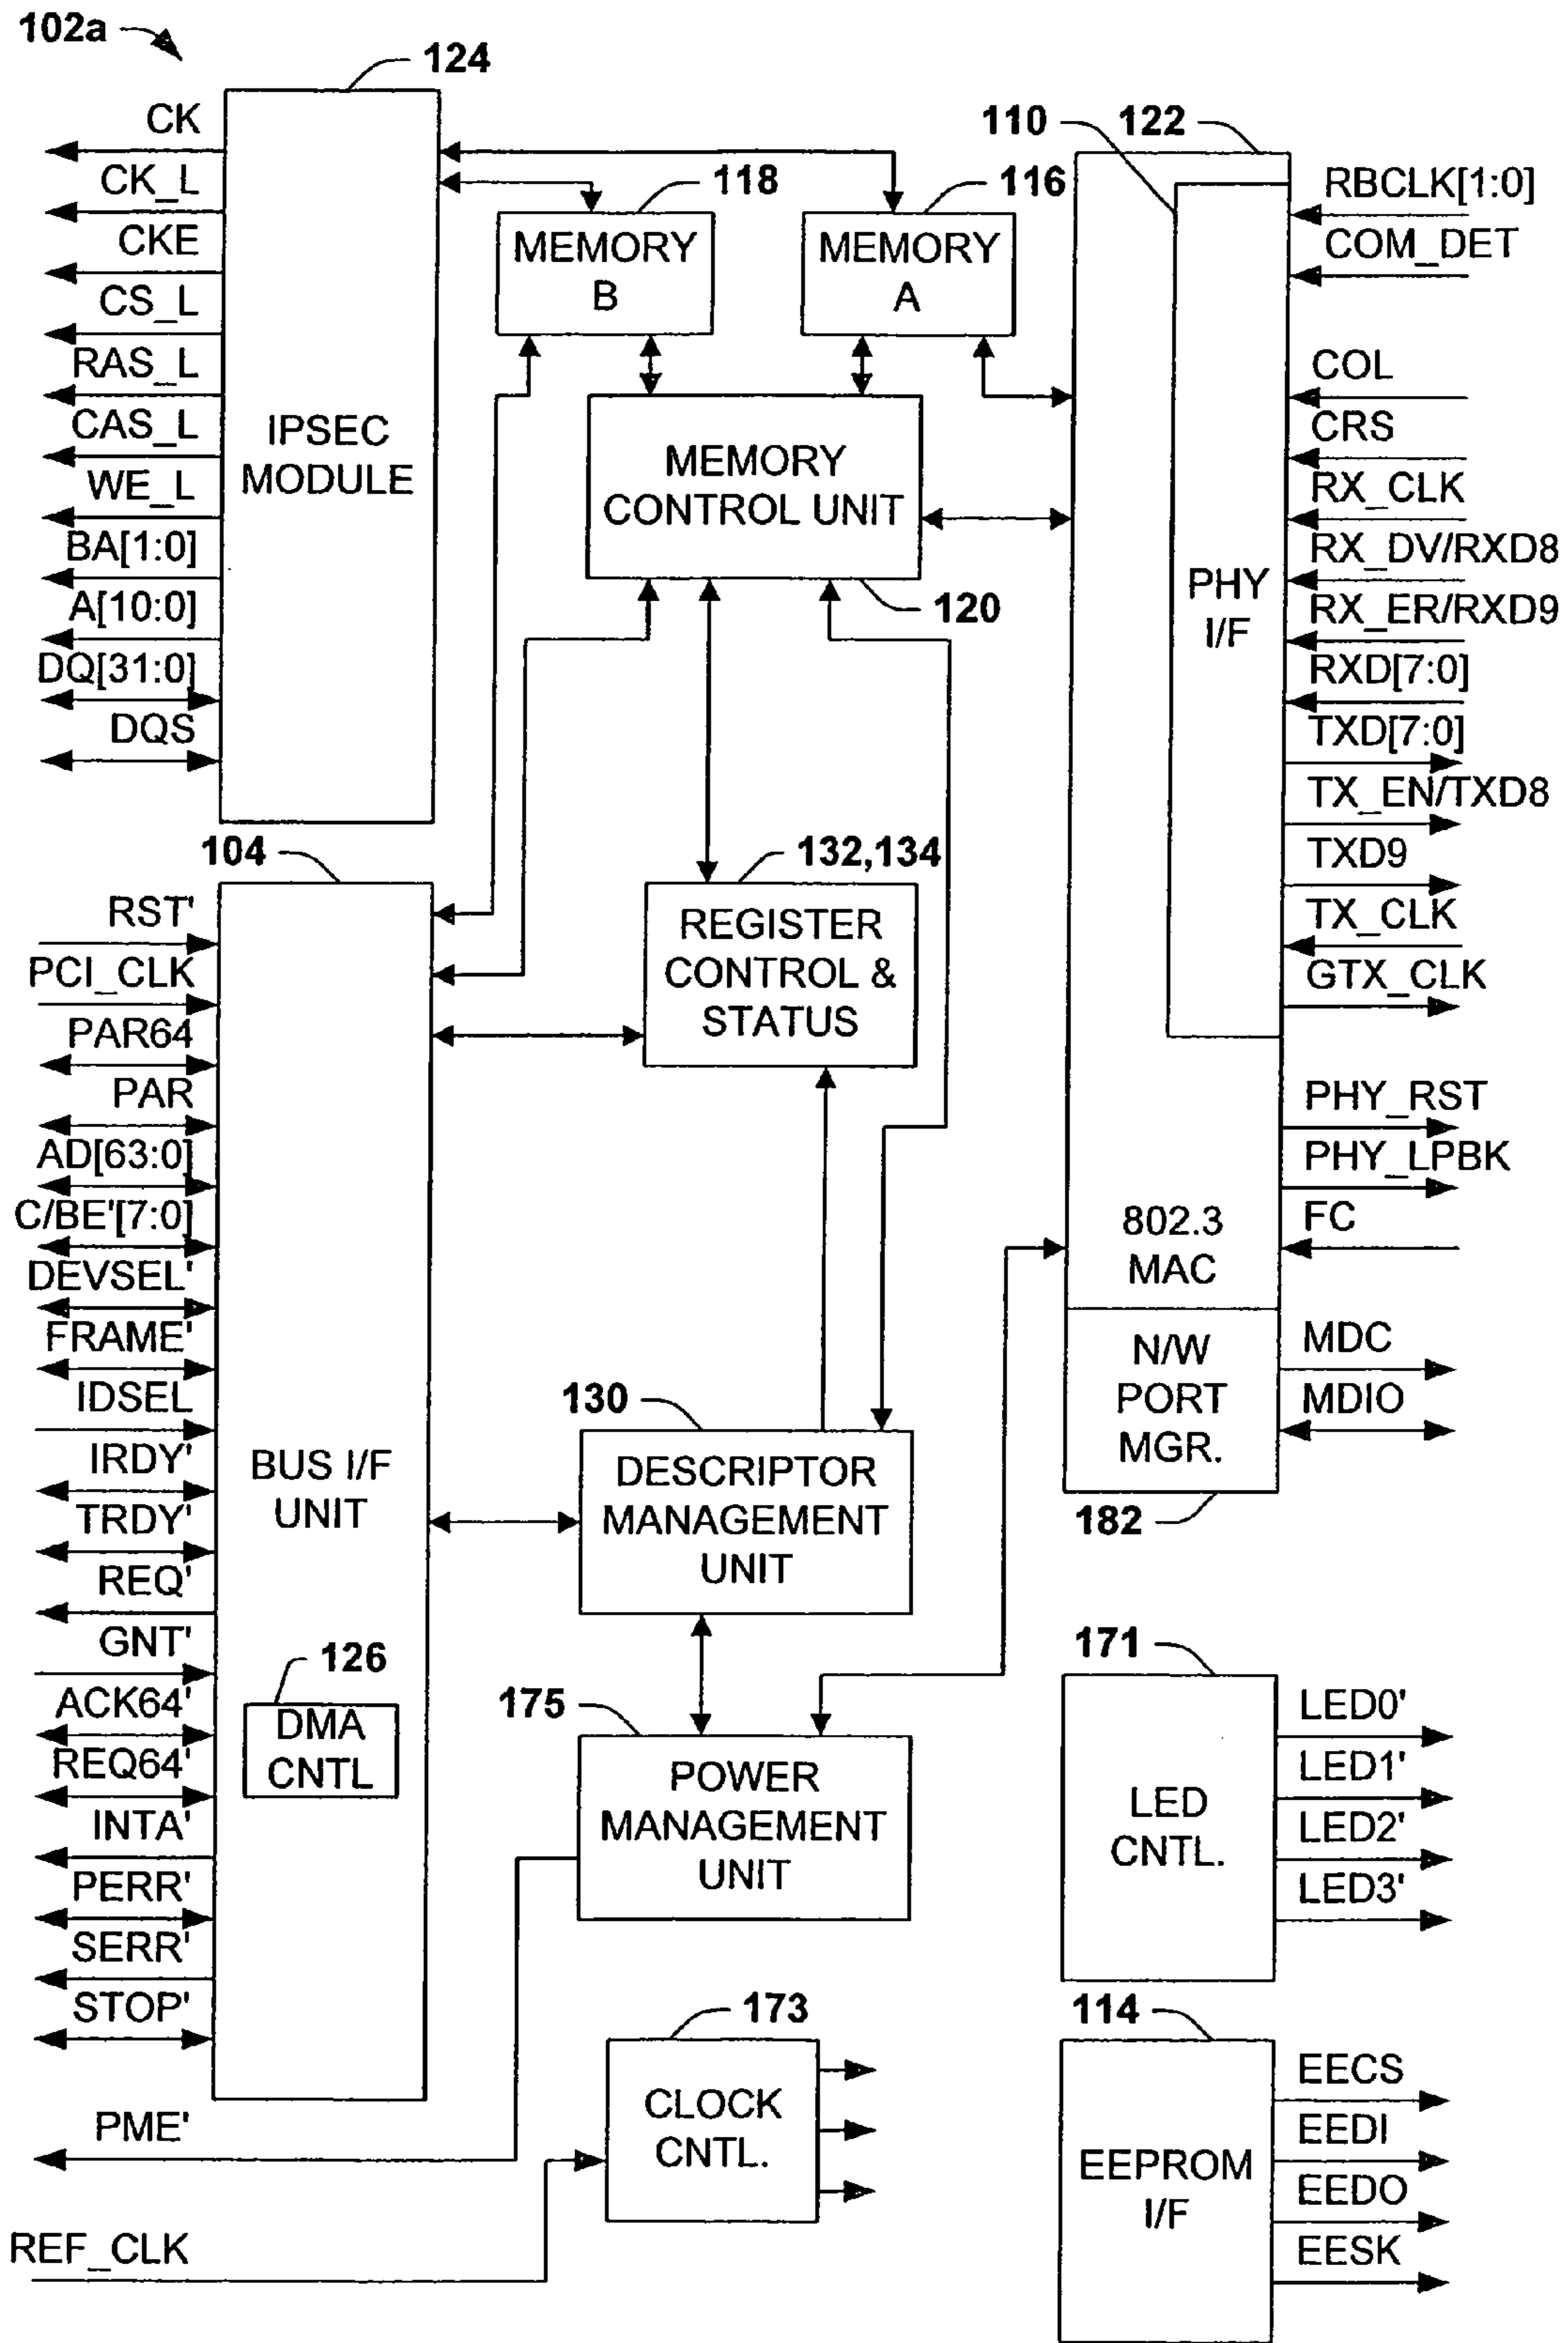 102a
124
CK
CK_L
CKE
CS_L
RAS_L
CAS_L
WE_L
BA[1:0]
A[10:0]
DQ[31:0]
DQS
IPSEC
MODULE
118
MEMORY
B
116
MEMORY
A
MEMORY
CONTROL UNIT
120
110
122
PHY
I/F
RBCLK[1:0]
COM_DET
COL
CRS
RX_CLK
RX_DV/RXD8
RX_ER/RXD9
RXD[7:0]
TXD[7:0]
TX_EN/TXD8
TXD9
TX_CLK
GTX_CLK
PHY_RST
PHY_LPBK
FC
802.3
MAC
N/W
PORT
MGR.
MDC
MDIO
182
104
RST'
PCI_CLK
PAR64
PAR
AD[63:0]
C/BE'[7:0]
DEVSEL'
FRAME'
IDSEL
IRDY'
TRDY'
REQ'
GNT'
ACK64'
REQ64'
INTA'
PERR'
SERR'
STOP'
BUS I/F
UNIT
126
DMA
CNTL
132,134
REGISTER
CONTROL &
STATUS
130
DESCRIPTOR
MANAGEMENT
UNIT
175
POWER
MANAGEMENT
UNIT
PME'
REF_CLK
173
CLOCK
CNTL.
171
LED
CNTL.
LED0'
LED1'
LED2'
LED3'
114
EEPROM
I/F
EECS
EEDI
EEDO
EESK